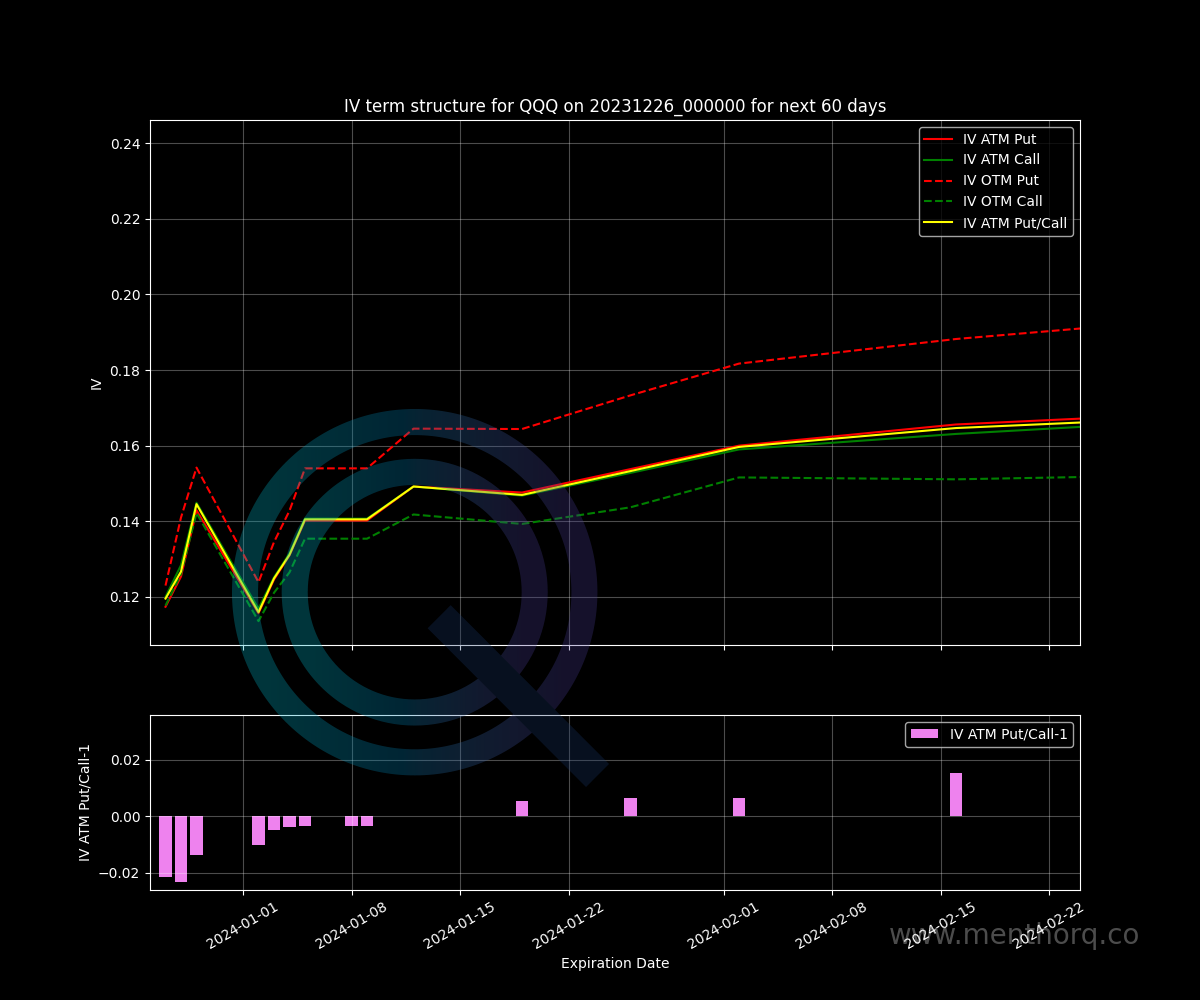 IV term structure for QQQ on 20231226_000000 for next 60 days
IV
0.24
0.22
0.20
0.18
0.16
0.14
0.12
IV ATM Put
IV ATM Call
IV OTM Put
IV OTM Call
IV ATM Put/Call
IV ATM Put/Call-1
0.02
0.00
−0.02
IV ATM Put/Call-1
2024-01-01
2024-01-08
2024-01-15
2024-01-22
2024-02-01
2024-02-08
2024-02-15
2024-02-22
www.menthorq.co
Expiration Date